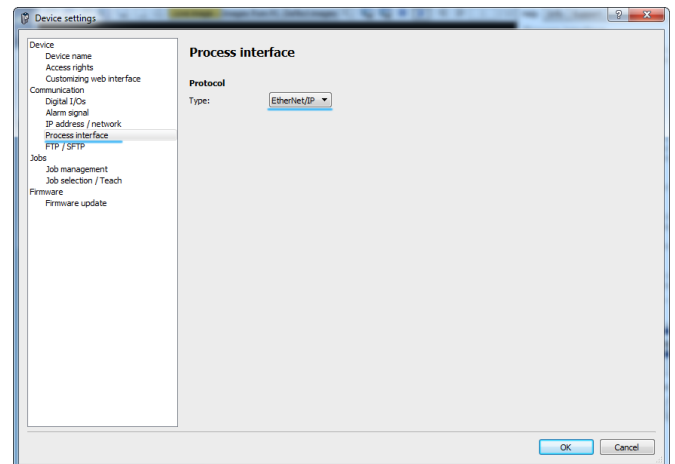 Device settings
Device
Device name
Access rights
Customizing web interface
Communication
Digital I/Os
Alarm signal
IP address / network
Process interface
FTP / SFTP
Jobs
Job management
Job selection / Teach
Firmware
Firmware update
Process interface
Protocol
Type: EtherNet/IP
OK Cancel